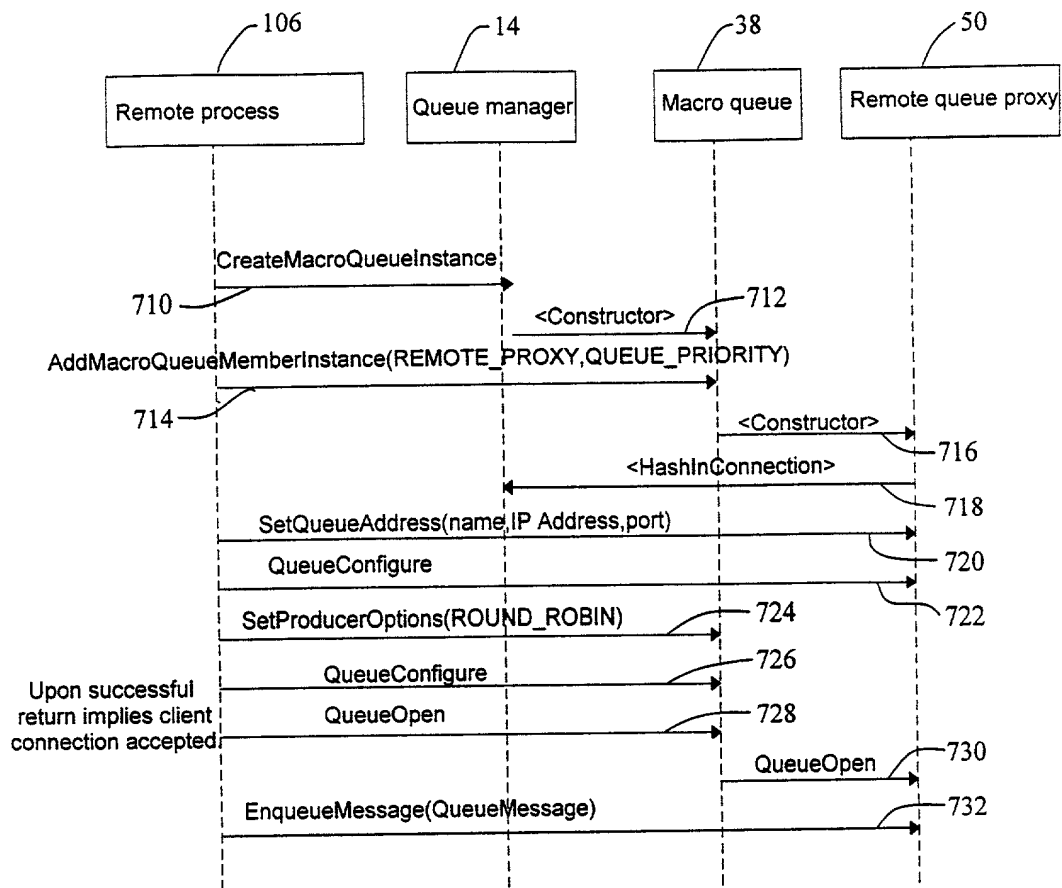 106
14
38
50
Remote process
Queue manager
Macro queue
Remote queue proxy
CreateMacroQueueInstance
710
<Constructor>
712
AddMacroQueueMemberInstance(REMOTE_PROXY,QUEUE_PRIORITY)
714
<Constructor>
716
<HashInConnection>
718
SetQueueAddress(name,IP Address,port)
720
QueueConfigure
722
SetProducerOptions(ROUND_ROBIN)
724
QueueConfigure
726
Upon successful
return implies client
connection accepted
QueueOpen
728
QueueOpen
730
EnqueueMessage(QueueMessage)
732